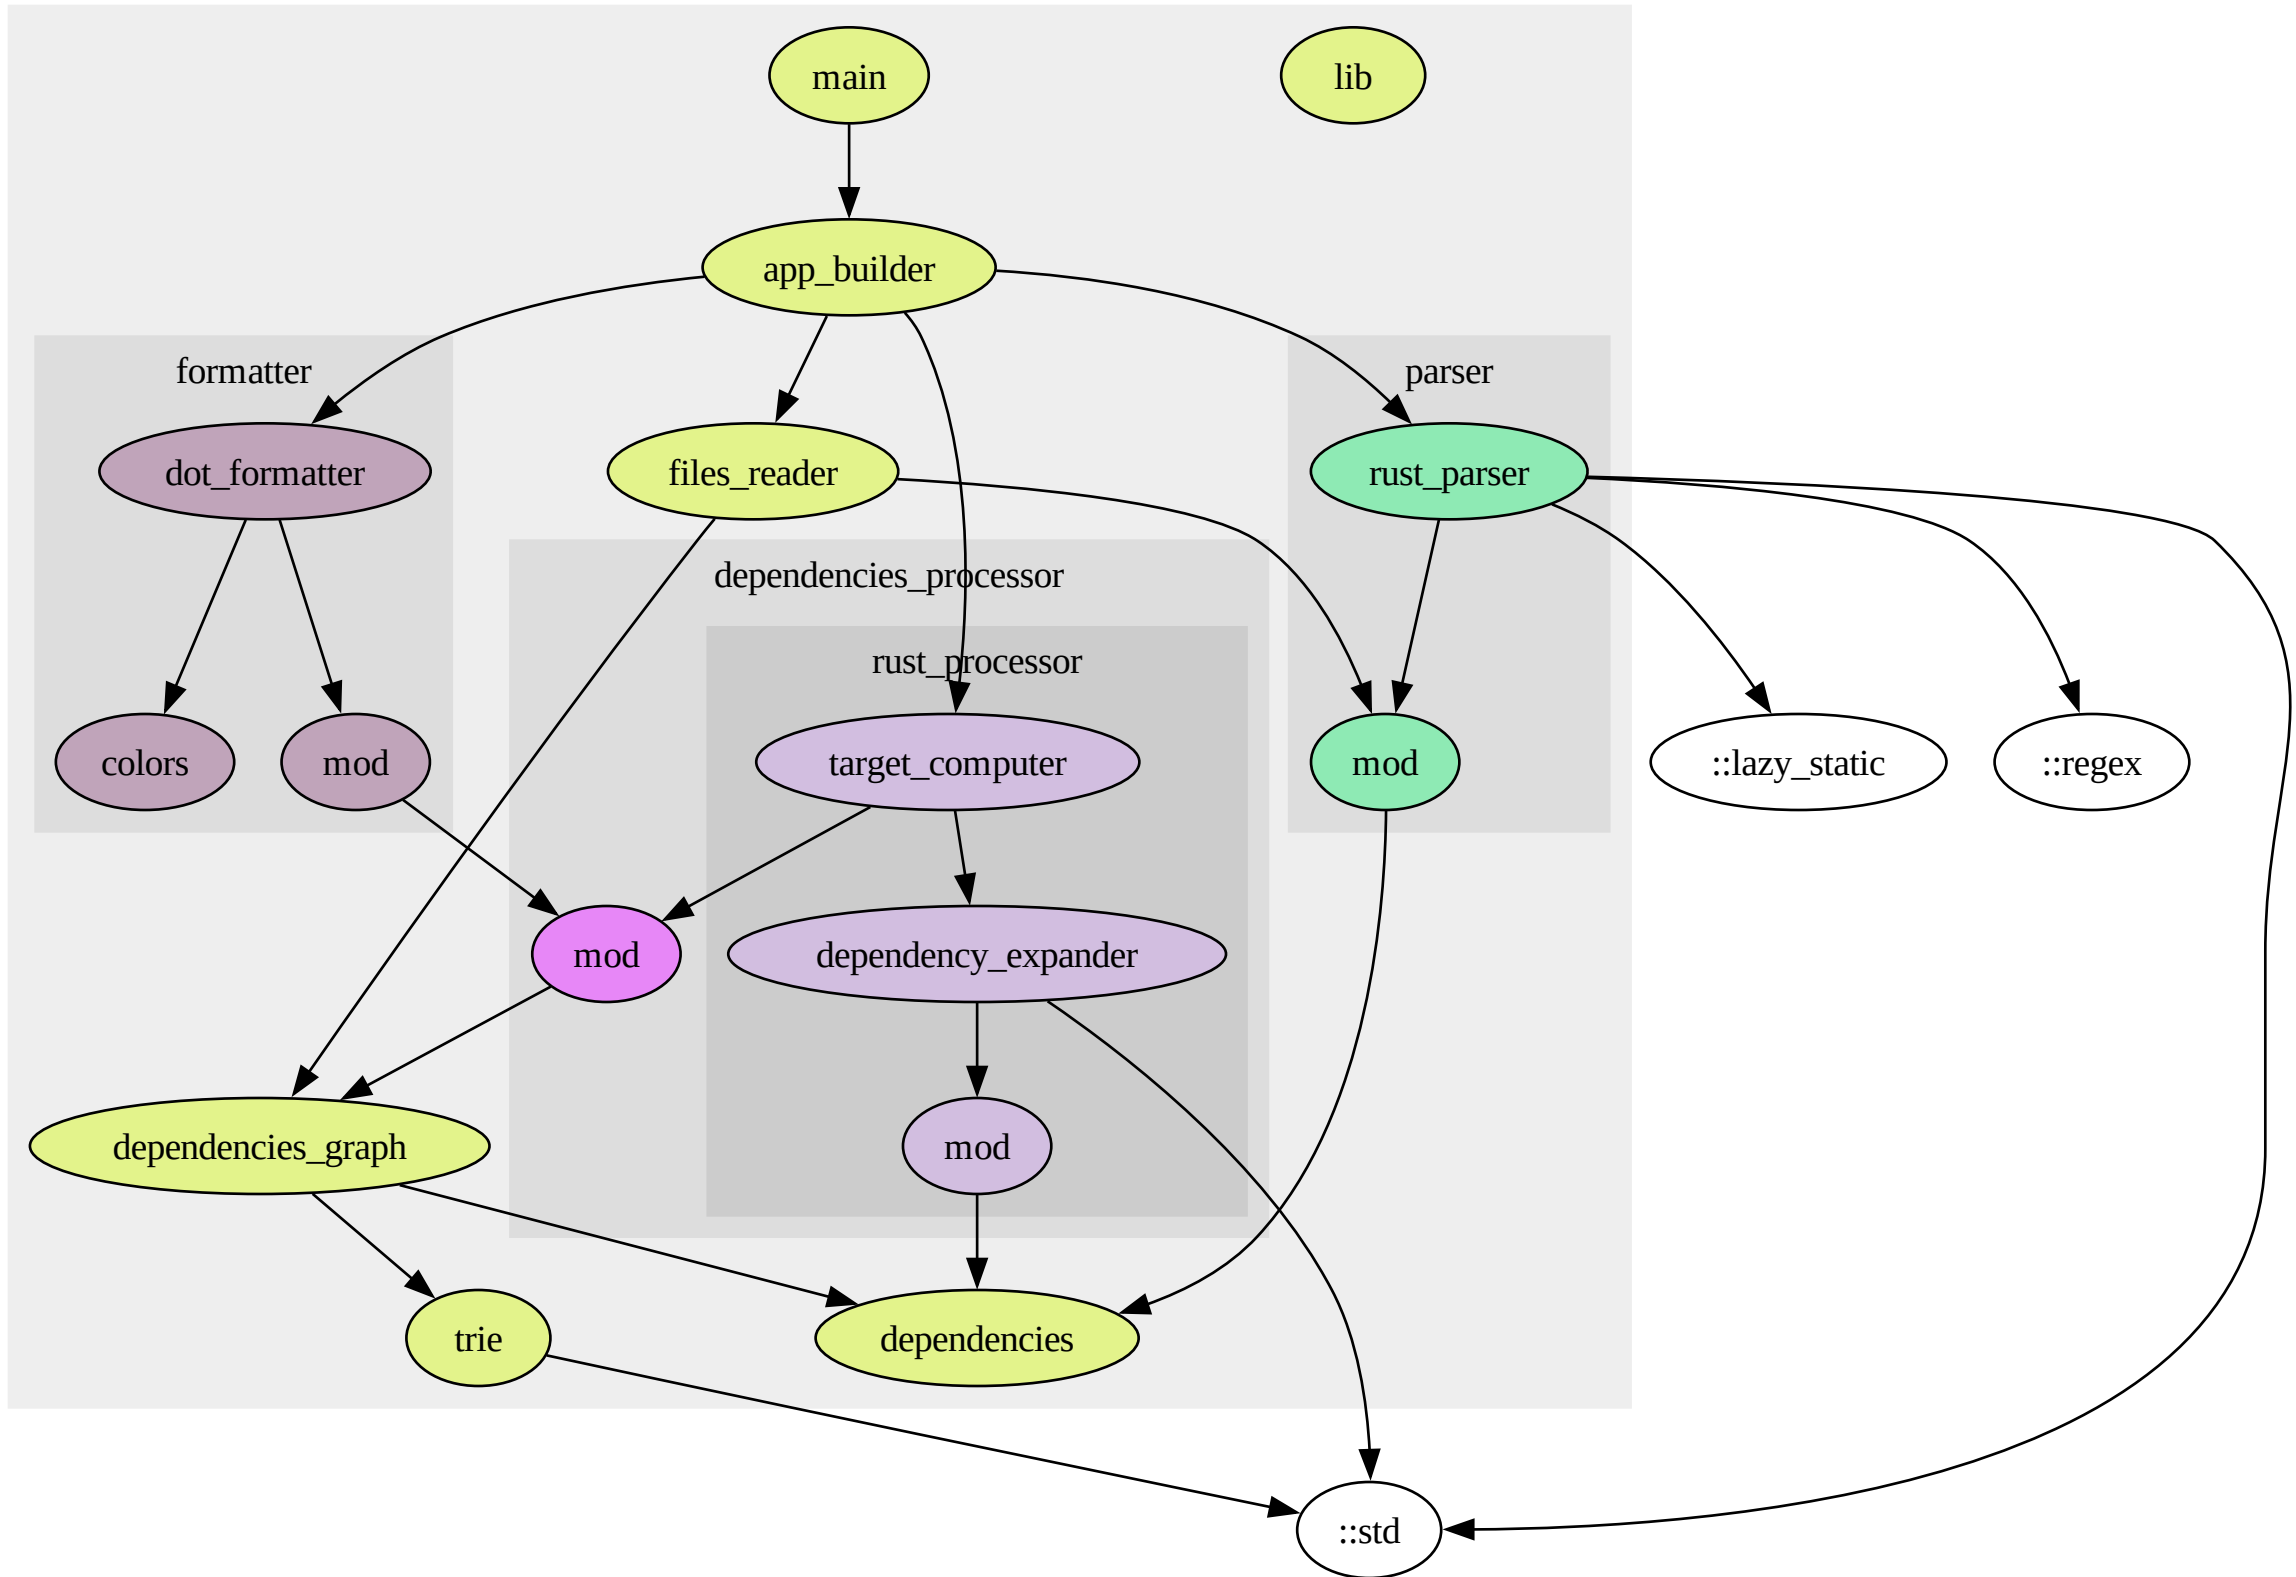 main
lib
app_builder
formatter
parser
dot_formatter
files_reader
rust_parser
dependencies_processor
rust_processor
colors
mod
target_computer
mod
::lazy_static
::regex
mod
dependency_expander
dependencies_graph
mod
trie
dependencies
::std